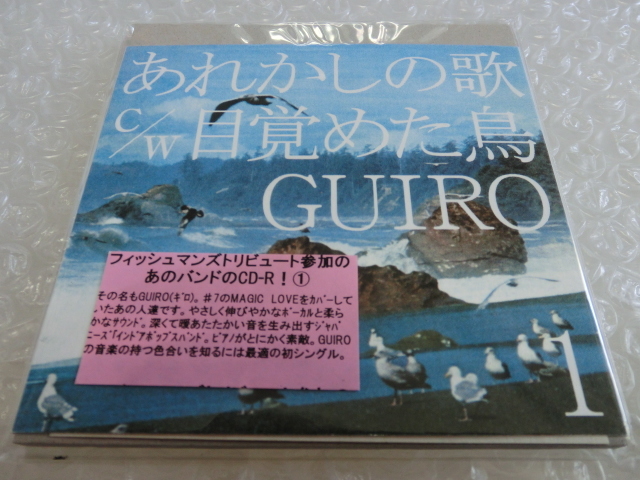 あれかしの歌
c/w目覚めた鳥
GUIRO
フィッシュマンズトリビュート参加の
あのバンドのCD-R！①
その名もGUIRO(ｷﾞﾛ)。♯7のMAGIC LOVEをｶﾊﾞｰして
いたあの人達です。やさしく伸びやかなﾎﾞｰｶﾙと柔ら
かなｻｳﾝﾄﾞ。深くて暖あたたかい音を生み出すｼﾞｬﾊﾟ
ﾆｰｽﾞ｢ｲﾝﾄﾞｱﾎﾟｯﾌﾟｽﾊﾞﾝﾄﾞ｡ﾋﾟｱﾉがとにかく素敵。GUIRO
の音楽の持つ色合いを知るには最適の初シングル。
1